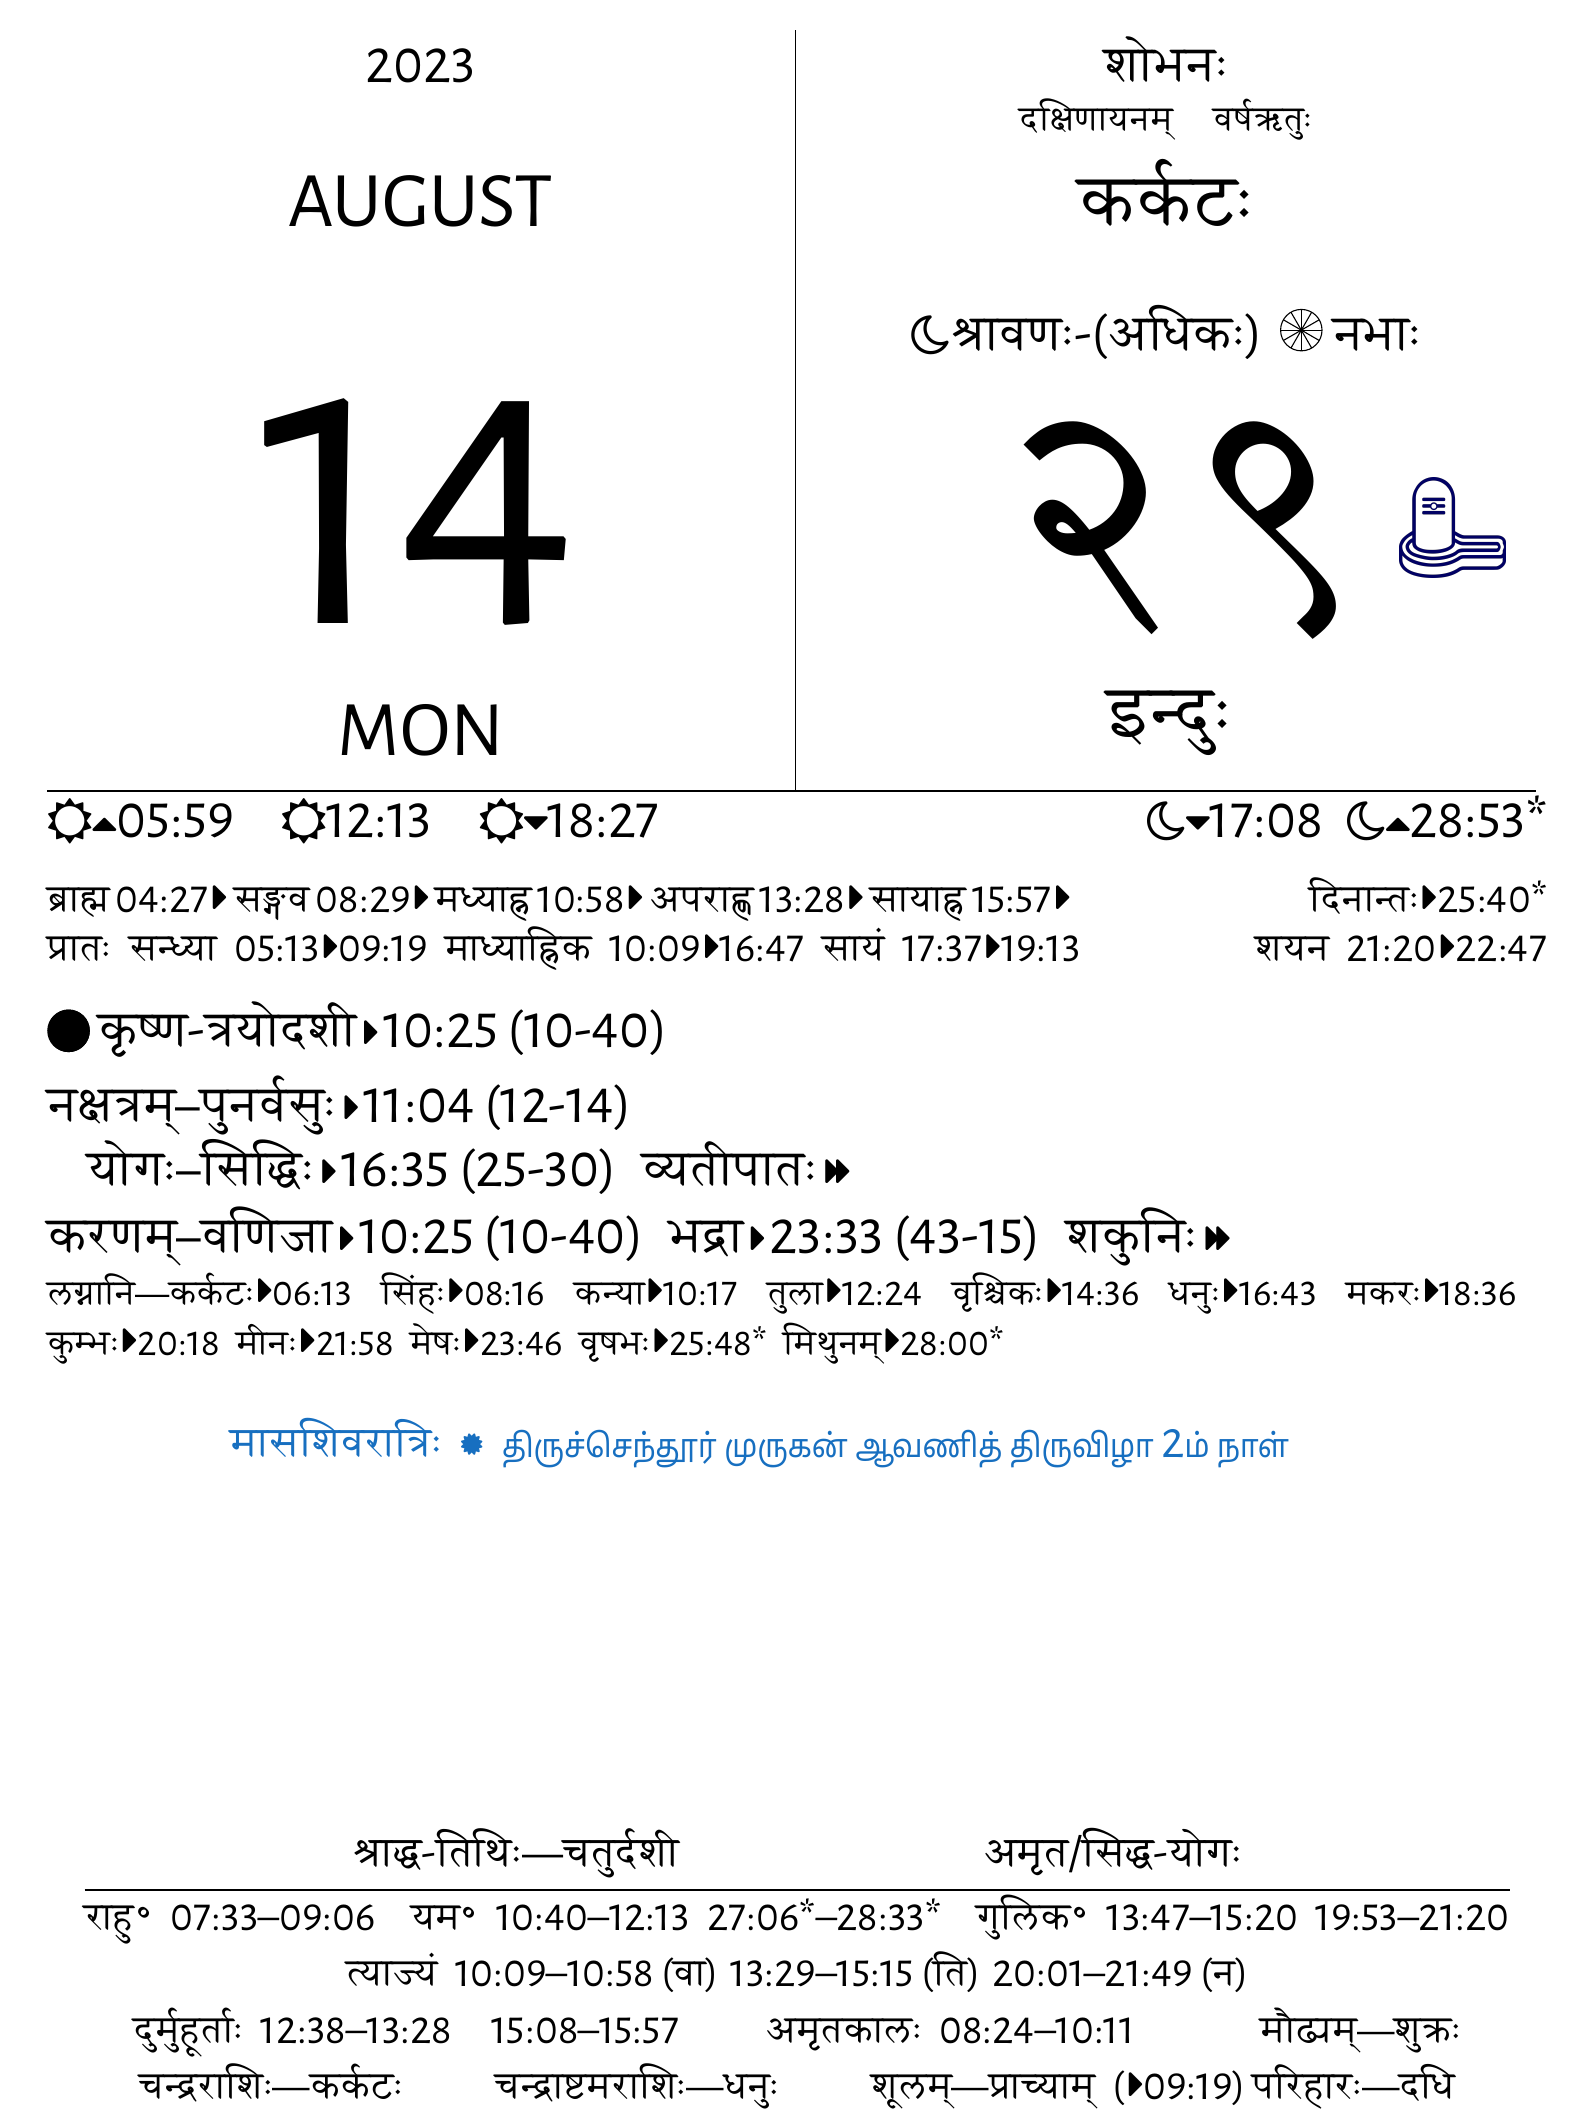 2023
AUGUST
14
MON
शोभनः
दक्षिणायनम् वर्षऋतुः
कर्कटः
श्रावणः-(अधिकः) नभाः
२९
इन्दुः
05:59 12:13 18:27 17:08 28:53*
ब्राह्म 04:27 सङ्गव 08:29 मध्याह्न 10:58 अपराह्ण 13:28 सायाह्न 15:57 दिनान्तः 25:40*
प्रातः सन्ध्या 05:13 09:19 माध्याह्निक 10:09 16:47 सायं 17:37 19:13 शयन 21:20 22:47
कृष्ण-त्रयोदशी 10:25 (10-40)
नक्षत्रम्–पुनर्वसुः 11:04 (12-14)
योगः–सिद्धिः 16:35 (25-30) व्यतीपातः
करणम्–वणिजा 10:25 (10-40) भद्रा 23:33 (43-15) शकुनिः
लग्नानि—कर्कटः 06:13 सिंहः 08:16 कन्या 10:17 तुला 12:24 वृश्चिकः 14:36 धनुः 16:43 मकरः 18:36
कुम्भः 20:18 मीनः 21:58 मेषः 23:46 वृषभः 25:48* मिथुनम् 28:00*
मासशिवरात्रिः திருச்செந்தூர் முருகன் ஆவணித் திருவிழா 2ம் நாள்
श्राद्ध-तिथिः—चतुर्दशी अमृत/सिद्ध-योगः
राहु° 07:33–09:06 यम° 10:40–12:13 27:06*–28:33* गुलिक° 13:47–15:20 19:53–21:20
त्याज्यं 10:09–10:58 (वा) 13:29–15:15 (ति) 20:01–21:49 (न)
दुर्मुहूर्ताः 12:38–13:28 15:08–15:57 अमृतकालः 08:24–10:11 मौढ्यम्—शुक्रः
चन्द्रराशिः—कर्कटः चन्द्राष्टमराशिः—धनुः शूलम्—प्राच्याम् (09:19) परिहारः—दधि